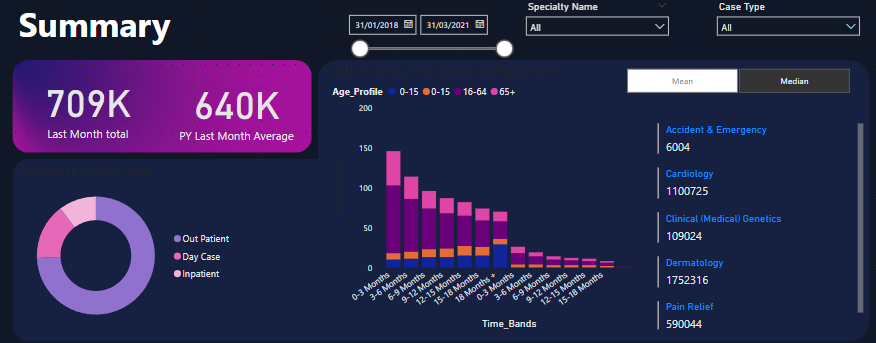 Summary
31/01/2018
31/03/2021
Specialty Name
All
Case Type
All
709K
Last Month total
640K
PY Last Month Average
Age_Profile
0-15
0-15
16-64
65+
Mean
Median
200
150
100
50
0
0-3 Months
3-6 Months
6-9 Months
9-12 Months
12-15 Months
15-18 Months
18 Months +
0-3 Months
3-6 Months
6-9 Months
9-12 Months
12-15 Months
15-18 Months
Time_Bands
Accident & Emergency
6004
Cardiology
1100725
Clinical (Medical) Genetics
109024
Dermatology
1752316
Pain Relief
590044
Out Patient
Day Case
Inpatient